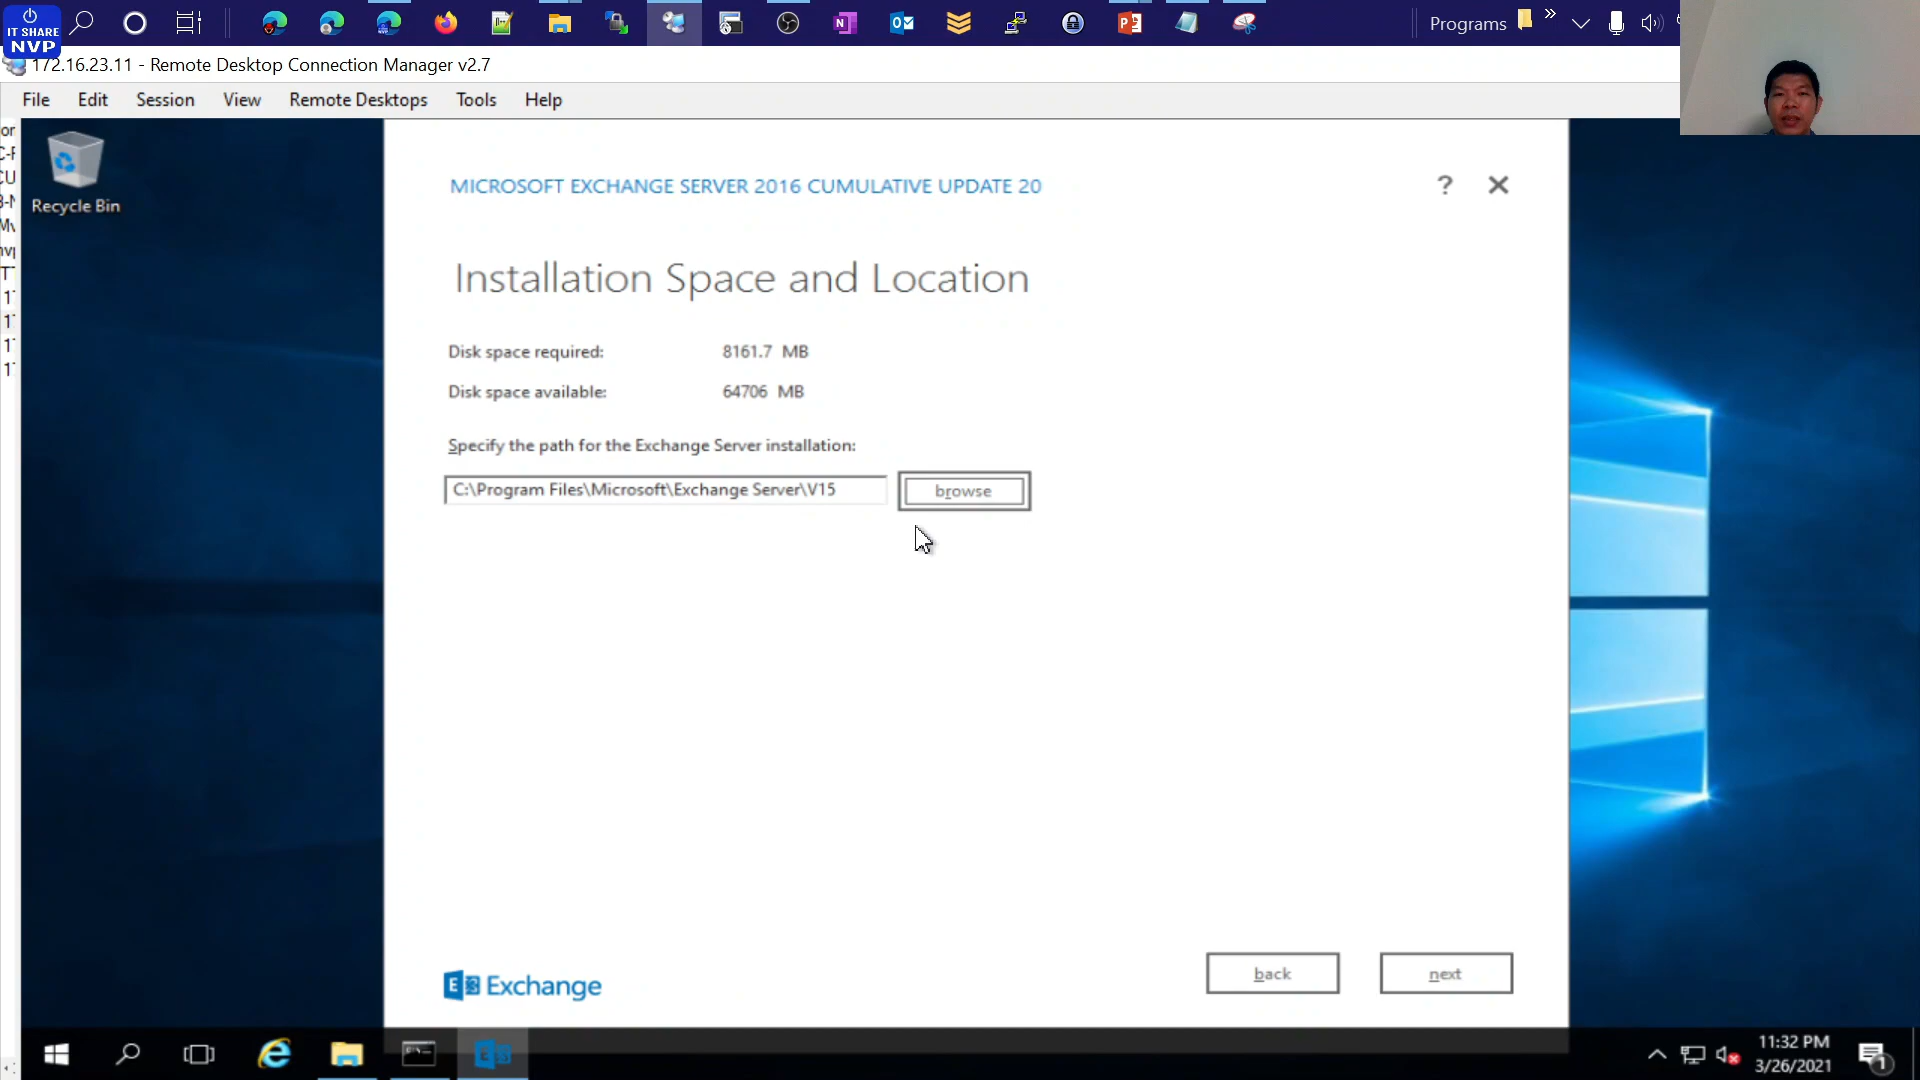 IT SHARE
NVP
Programs
172.16.23.11 - Remote Desktop Connection Manager v2.7
File Edit Session View Remote Desktops Tools Help
Recycle Bin
MICROSOFT EXCHANGE SERVER 2016 CUMULATIVE UPDATE 20
? ✕
Installation Space and Location
Disk space required: 8161.7 MB
Disk space available: 64706 MB
Specify the path for the Exchange Server installation:
C:\Program Files\Microsoft\Exchange Server\V15
browse
back
next
Exchange
11:32 PM
3/26/2021
1